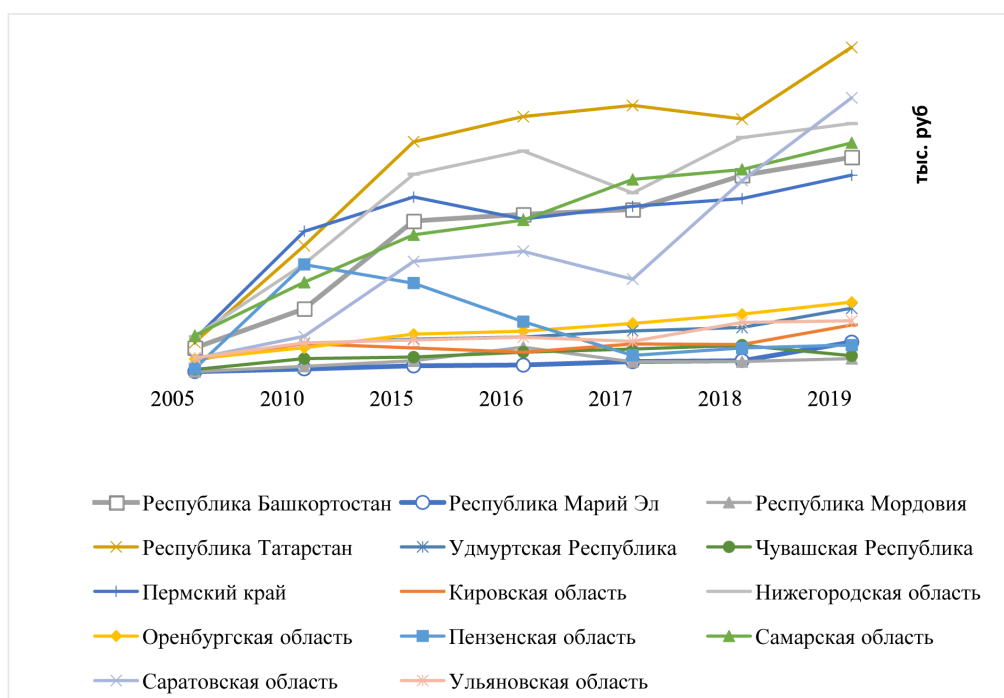 тыс. руб
2005 2010 2015 2016 2017 2018 2019
Республика Башкортостан Республика Марий Эл Республика Мордовия
Республика Татарстан Удмуртская Республика Чувашская Республика
Пермский край Кировская область Нижегородская область
Оренбургская область Пензенская область Самарская область
Саратовская область Ульяновская область